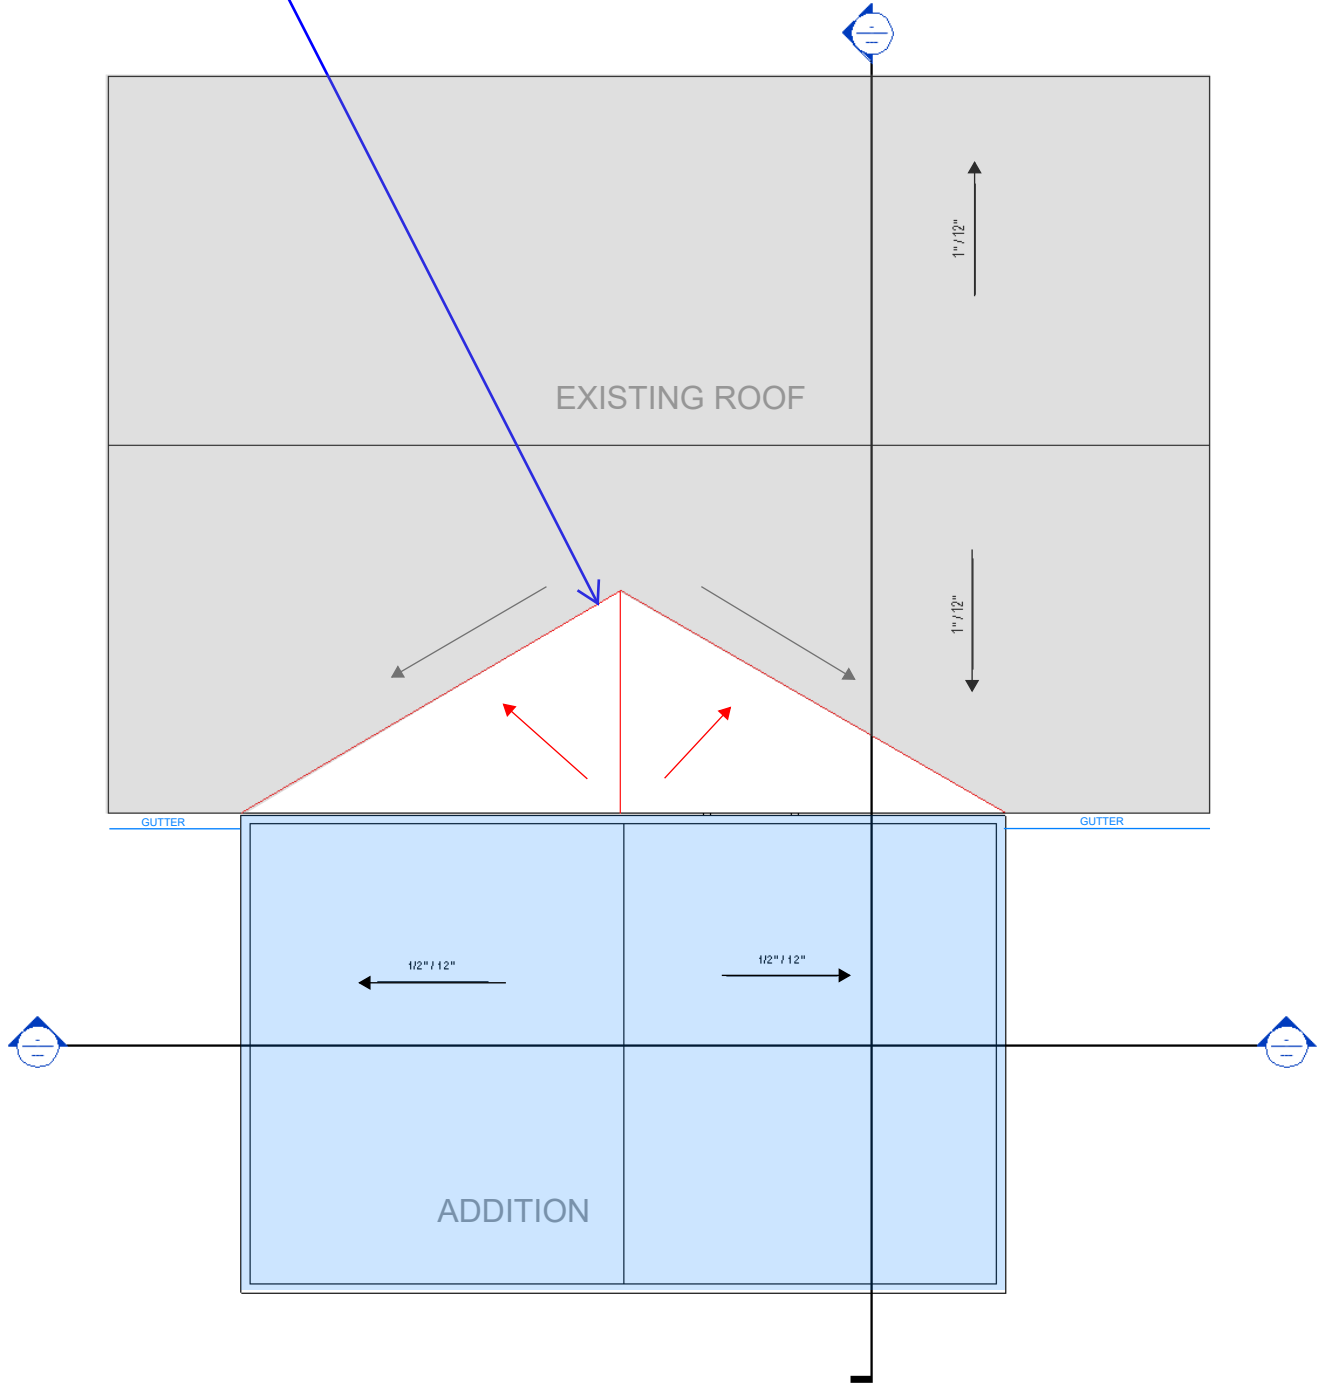 1" / 12"
EXISTING ROOF
1" / 12"
GUTTER
GUTTER
1/2" / 12"
1/2" / 12"
ADDITION